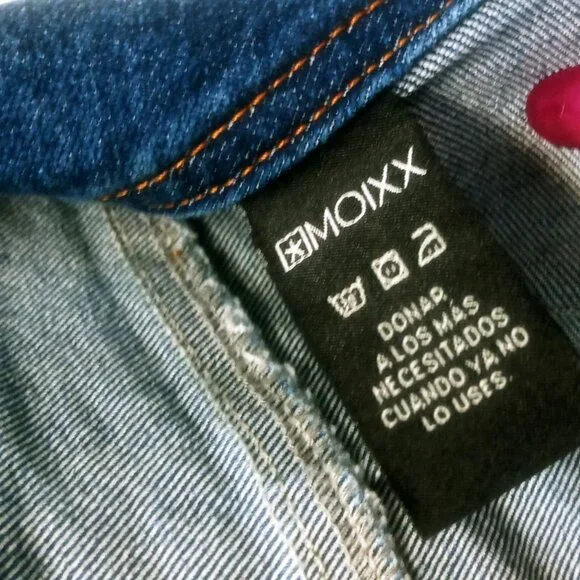 MOIXX
DONAR
A LOS MÁS
NECESITADOS
CUANDO YA NO
LO USES.